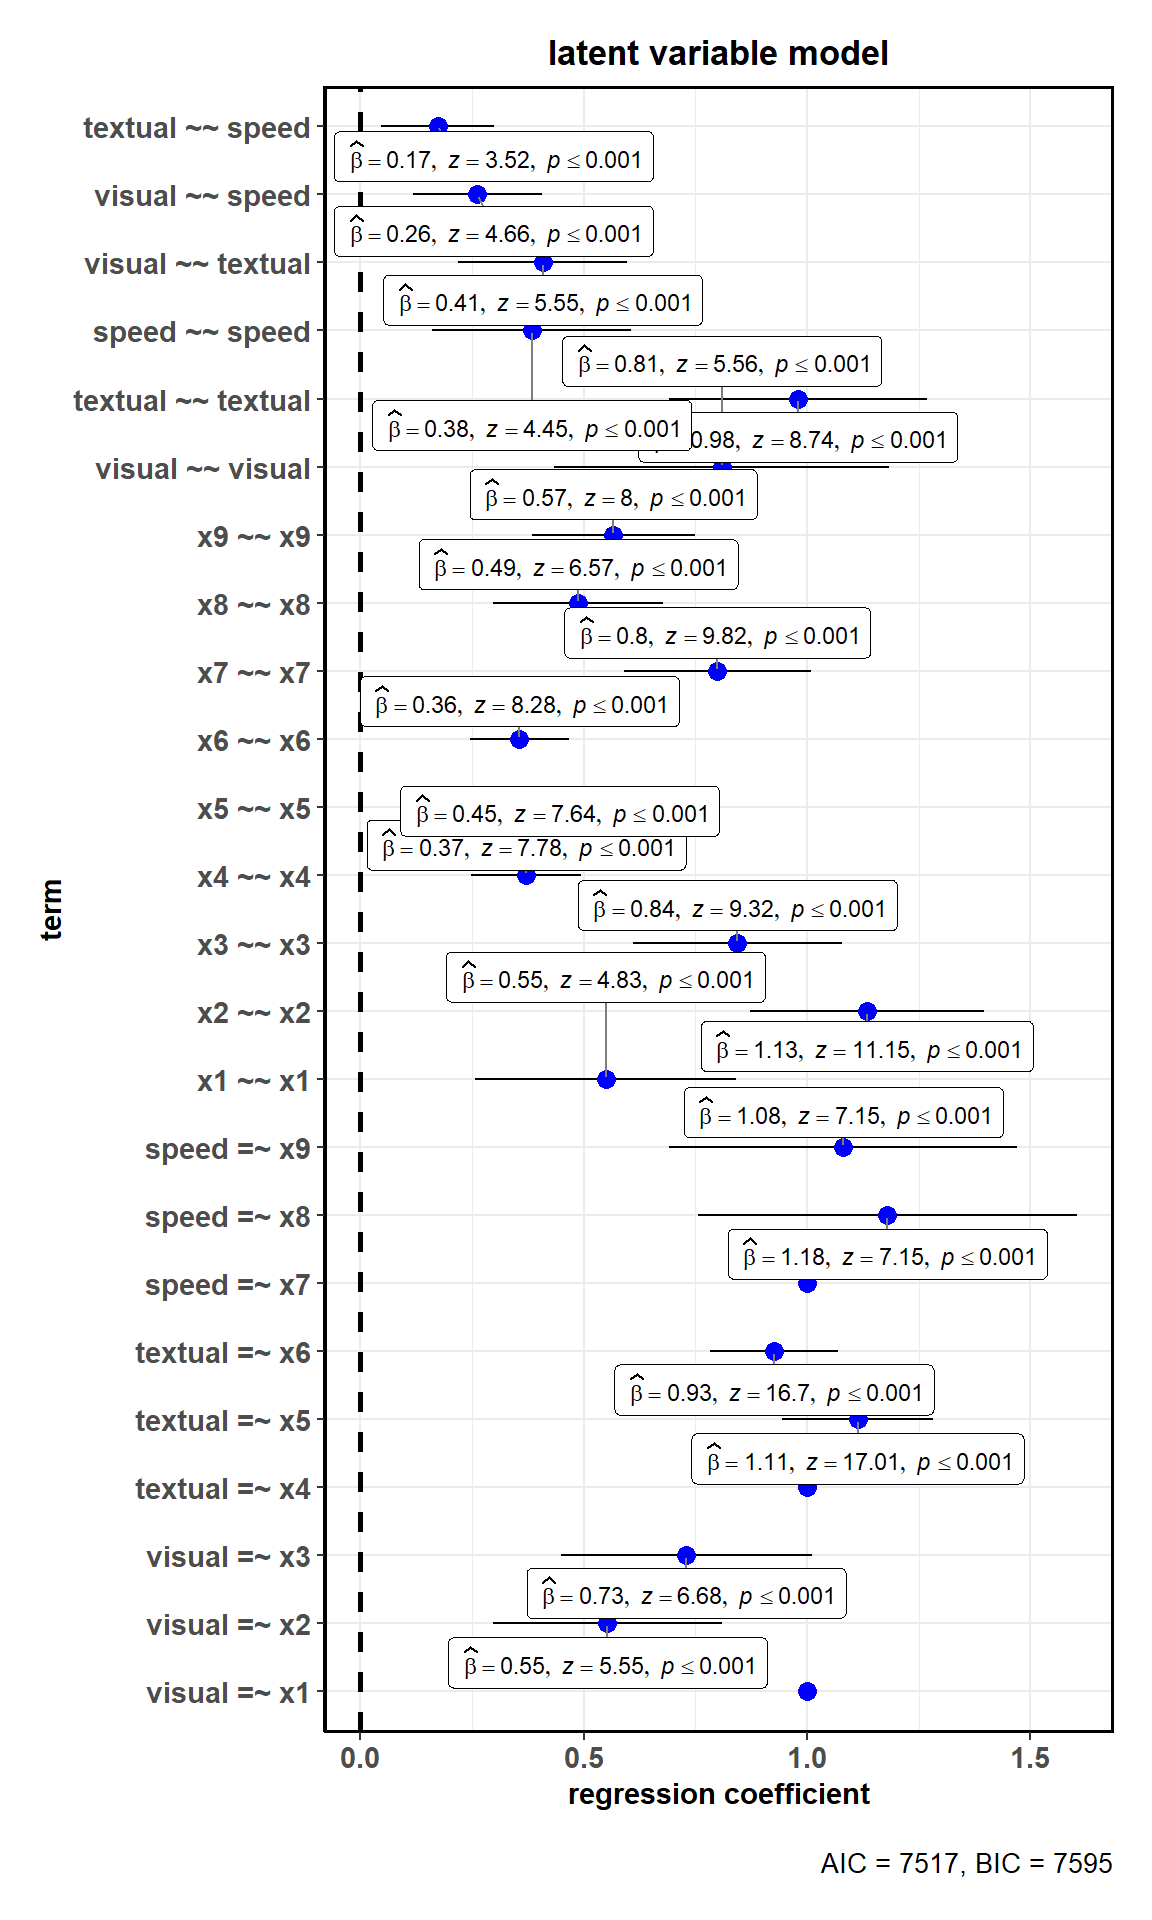 latent variable model
textual ~~ speed
β̂ = 0.17, z = 3.52, p ≤ 0.001
visual ~~ speed
β̂ = 0.26, z = 4.66, p ≤ 0.001
visual ~~ textual
β̂ = 0.41, z = 5.55, p ≤ 0.001
speed ~~ speed
β̂ = 0.81, z = 5.56, p ≤ 0.001
textual ~~ textual
β̂ = 0.38, z = 4.45, p ≤ 0.001
0.98, z = 8.74, p ≤ 0.001
visual ~~ visual
β̂ = 0.57, z = 8, p ≤ 0.001
x9 ~~ x9
β̂ = 0.49, z = 6.57, p ≤ 0.001
x8 ~~ x8
β̂ = 0.8, z = 9.82, p ≤ 0.001
x7 ~~ x7
β̂ = 0.36, z = 8.28, p ≤ 0.001
x6 ~~ x6
x5 ~~ x5
β̂ = 0.45, z = 7.64, p ≤ 0.001
β̂ = 0.37, z = 7.78, p ≤ 0.001
x4 ~~ x4
β̂ = 0.84, z = 9.32, p ≤ 0.001
x3 ~~ x3
β̂ = 0.55, z = 4.83, p ≤ 0.001
x2 ~~ x2
β̂ = 1.13, z = 11.15, p ≤ 0.001
x1 ~~ x1
β̂ = 1.08, z = 7.15, p ≤ 0.001
speed =~ x9
speed =~ x8
β̂ = 1.18, z = 7.15, p ≤ 0.001
speed =~ x7
textual =~ x6
β̂ = 0.93, z = 16.7, p ≤ 0.001
textual =~ x5
β̂ = 1.11, z = 17.01, p ≤ 0.001
textual =~ x4
visual =~ x3
β̂ = 0.73, z = 6.68, p ≤ 0.001
visual =~ x2
β̂ = 0.55, z = 5.55, p ≤ 0.001
visual =~ x1
term
0.0 0.5 1.0 1.5
regression coefficient
AIC = 7517, BIC = 7595